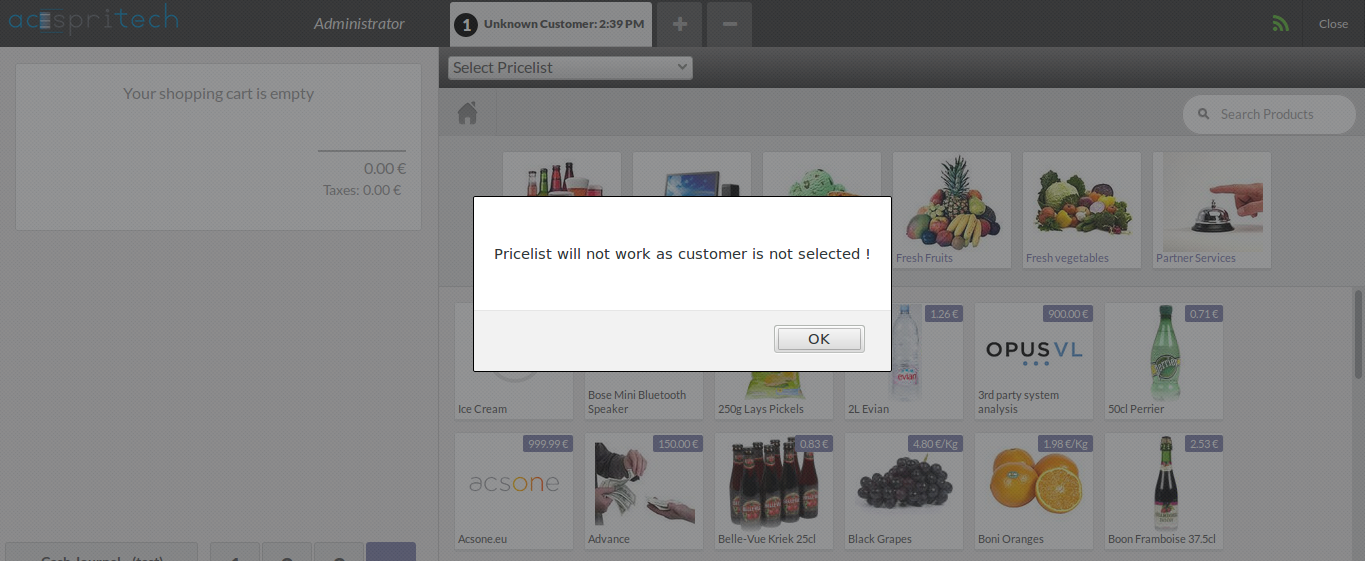 acespritech
Administrator
1 Unknown Customer: 2:39 PM
+
−
Close
Select Pricelist
Your shopping cart is empty
Search Products
0.00 €
Taxes: 0.00 €
Fresh Fruits
Fresh vegetables
Partner Services
Pricelist will not work as customer is not selected !
OK
1.26 €
900.00 €
0.71 €
evian
OPUS VL
perrier
Ice Cream
Bose Mini Bluetooth
Speaker
250g Lays Pickels
2L Evian
3rd party system
analysis
50cl Perrier
999.99 €
150.00 €
0.83 €
4.80 €/Kg
1.98 €/Kg
2.53 €
acsone
Acsone.eu
Advance
Belle-Vue Kriek 25cl
Black Grapes
Boni Oranges
Boon Framboise 37.5cl